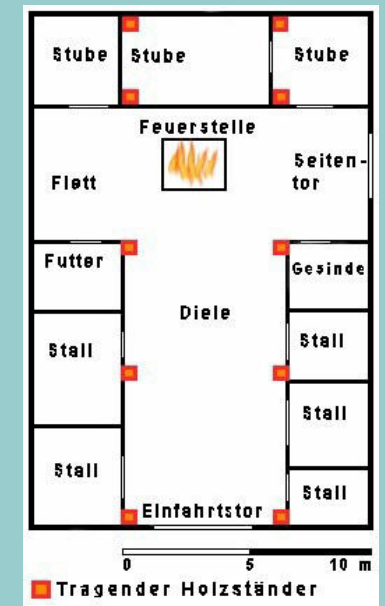 Stube Stube Stube
Feuerstelle
Seiten-
tor
Flett
Futter
Gesinde
Diele
Stall
Stall
Stall
Stall
Stall
Einfahrtstor
0 5 10 m
Tragender Holzständer